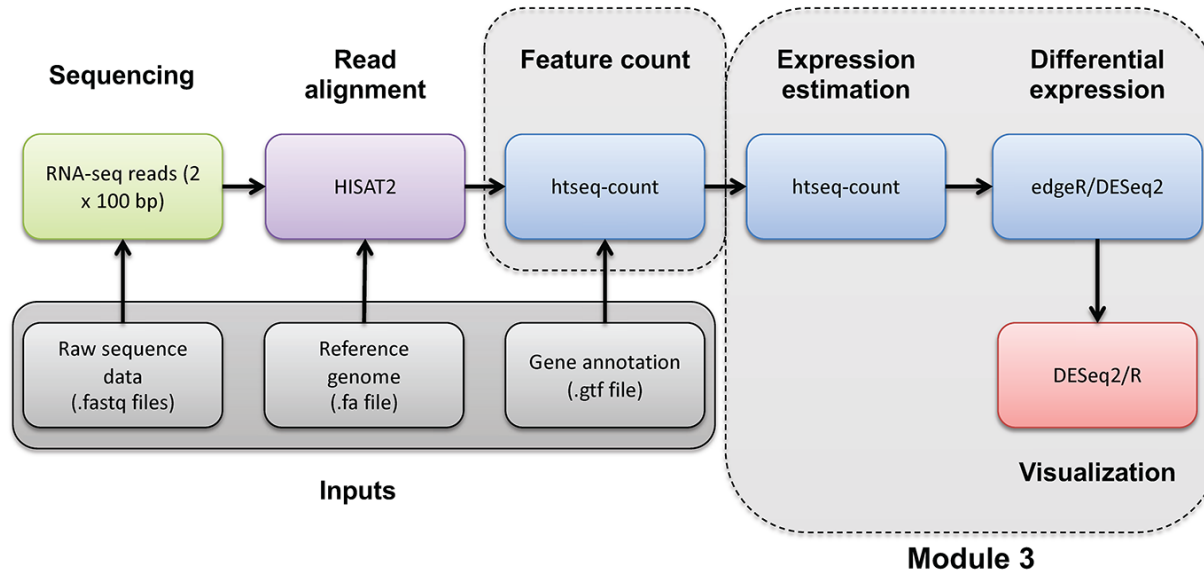 Sequencing
Read
alignment
Feature count
Expression
estimation
Differential
expression
RNA-seq reads (2
x 100 bp)
HISAT2
htseq-count
htseq-count
edgeR/DESeq2
Raw sequence
data
(.fastq files)
Reference
genome
(.fa file)
Gene annotation
(.gtf file)
DESeq2/R
Inputs
Visualization
Module 3